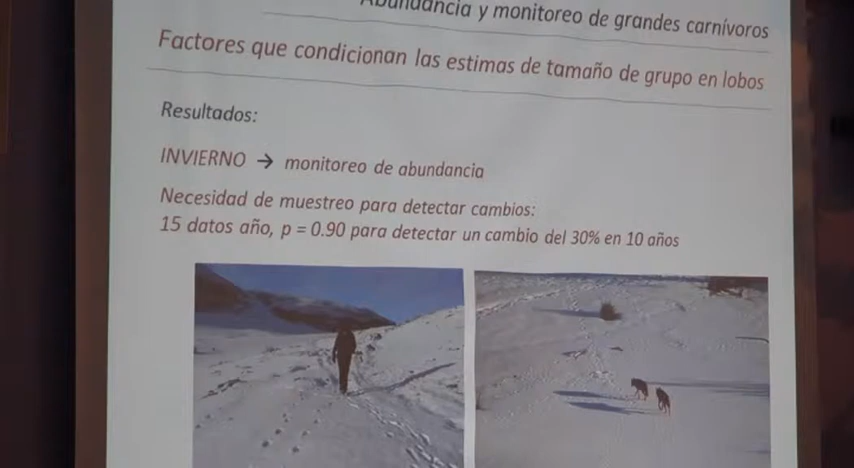 Abundancia y monitoreo de grandes carnívoros
Factores que condicionan las estimas de tamaño de grupo en lobos
Resultados:
INVIERNO → monitoreo de abundancia
Necesidad de muestreo para detectar cambios:
15 datos año, p = 0.90 para detectar un cambio del 30% en 10 años